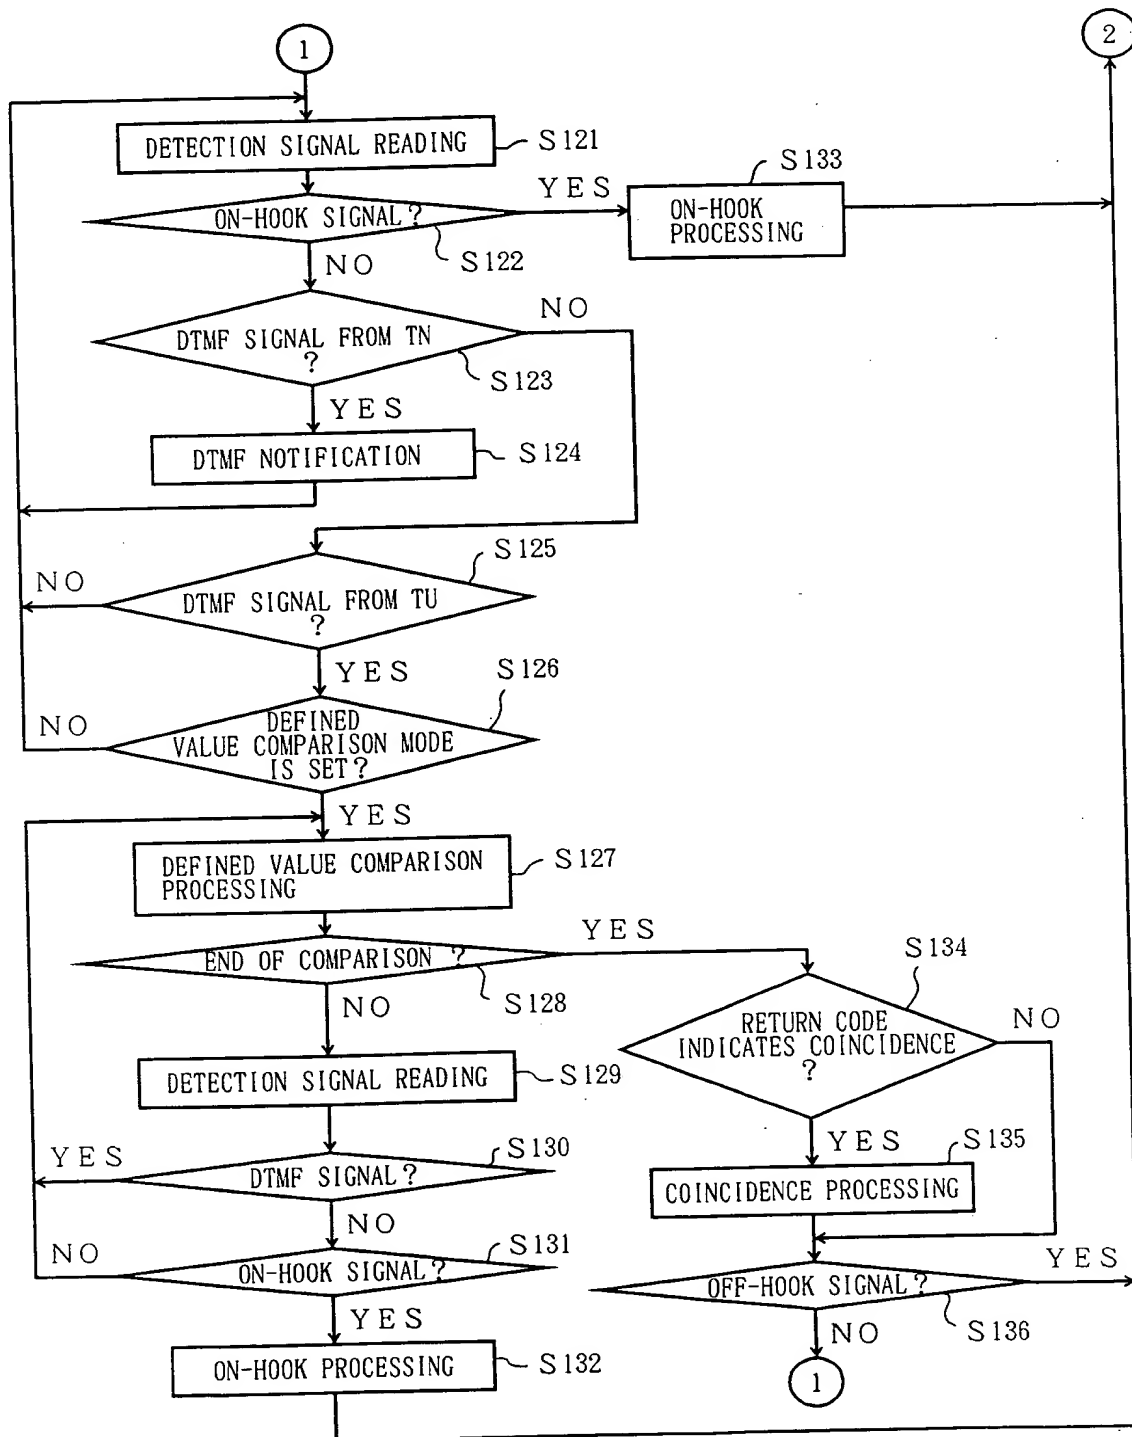 1
2
DETECTION SIGNAL READING
S121
ON-HOOK SIGNAL?
S122
YES
S133
ON-HOOK
PROCESSING
NO
DTMF SIGNAL FROM TN
?
S123
NO
YES
DTMF NOTIFICATION
S124
S125
NO
DTMF SIGNAL FROM TU
?
YES
S126
NO
DEFINED
VALUE COMPARISON MODE
IS SET?
YES
DEFINED VALUE COMPARISON
PROCESSING
S127
END OF COMPARISON ?
S128
YES
S134
NO
RETURN CODE
INDICATES COINCIDENCE
?
NO
DETECTION SIGNAL READING
S129
YES
S135
YES
DTMF SIGNAL?
S130
COINCIDENCE PROCESSING
NO
NO
ON-HOOK SIGNAL?
S131
OFF-HOOK SIGNAL?
YES
S136
YES
NO
ON-HOOK PROCESSING
S132
1